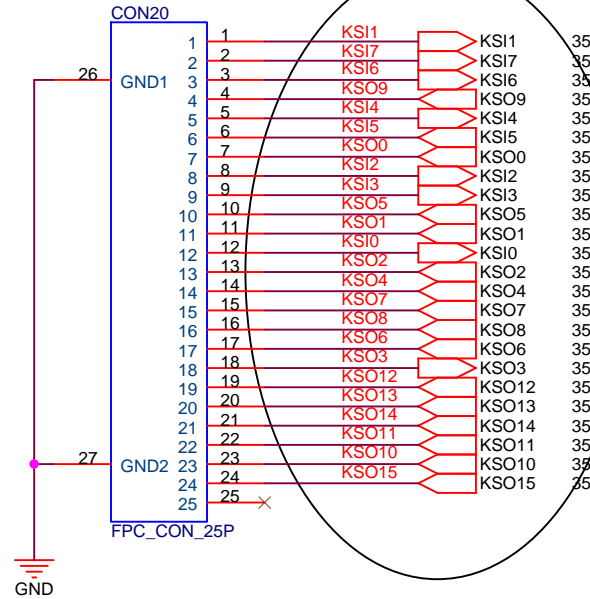 CON20
1 1 KSI1 KSI1 35
2 2 KSI7 KSI7 35
26 GND1 3 3 KSI6 KSI6 35
4 4 KSO9 KSO9 35
5 5 KSI4 KSI4 35
6 6 KSI5 KSI5 35
7 7 KSO0 KSO0 35
8 8 KSI2 KSI2 35
9 9 KSI3 KSI3 35
10 10 KSO5 KSO5 35
11 11 KSO1 KSO1 35
12 12 KSI0 KSI0 35
13 13 KSO2 KSO2 35
14 14 KSO4 KSO4 35
15 15 KSO7 KSO7 35
16 16 KSO8 KSO8 35
17 17 KSO6 KSO6 35
18 18 KSO3 KSO3 35
19 19 KSO12 KSO12 35
20 20 KSO13 KSO13 35
21 21 KSO14 KSO14 35
22 22 KSO11 KSO11 35
27 GND2 23 23 KSO10 KSO10 35
24 24 KSO15 KSO15 35
25 25
FPC_CON_25P
GND